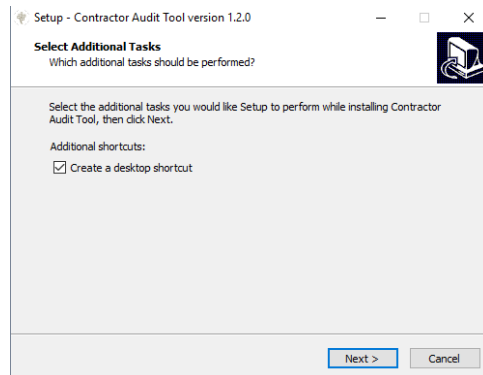 Setup - Contractor Audit Tool version 1.2.0
Select Additional Tasks
Which additional tasks should be performed?
Select the additional tasks you would like Setup to perform while installing Contractor
Audit Tool, then click Next.
Additional shortcuts:
Create a desktop shortcut
Next >
Cancel